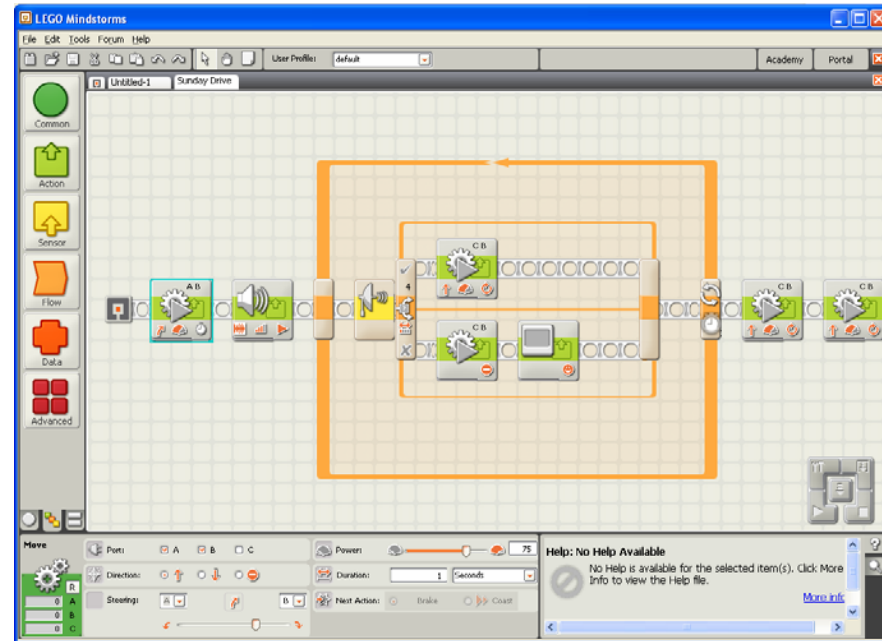 LEGO Mindstorms
File Edit Tools Forum Help
User Profile: default
Academy Portal
Untitled-1 Sunday Drive
Common
Action
Sensor
Flow
Data
Advanced
A B
C B
4
C B
C B
C B
Move
R
0 A
0 B
0 C
Port: A B C
Direction:
Steering: A B
Power: 75
Duration: 1 Seconds
Next Action: Brake Coast
Help: No Help Available
No Help is available for the selected item(s). Click More
Info to view the Help file.
More info